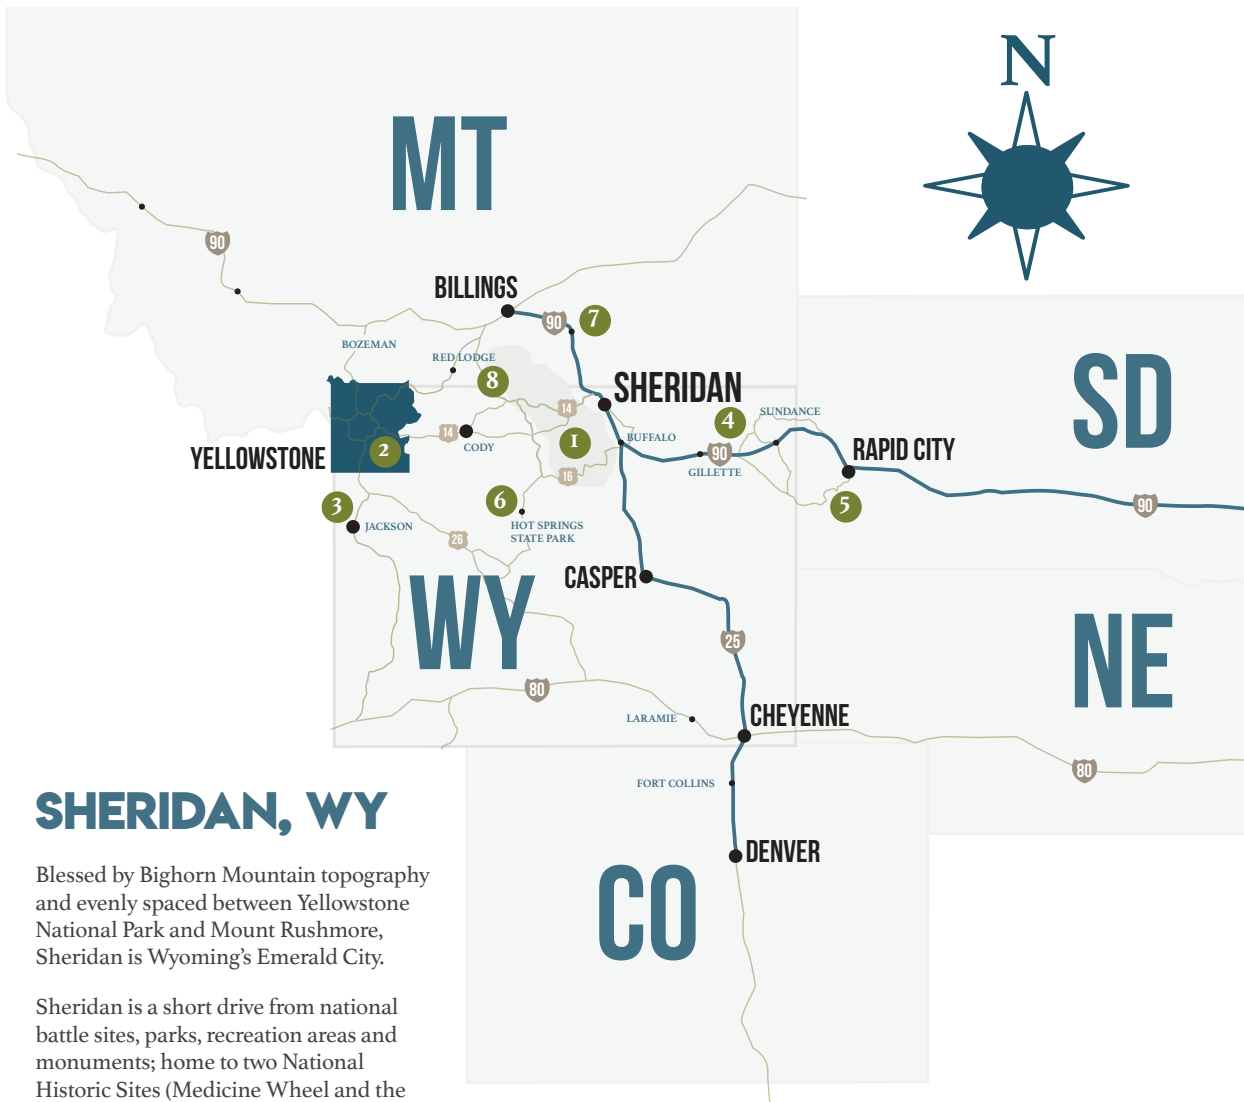 N
MT
90
BILLINGS
90
7
BOZEMAN
RED LODGE
8
SHERIDAN
SD
14
SUNDANCE
4
14
CODY
1
BUFFALO
90
GILLETTE
RAPID CITY
YELLOWSTONE
2
16
3
JACKSON
6
HOT SPRINGS
STATE PARK
5
90
26
CASPER
WY
25
NE
80
LARAMIE
CHEYENNE
80
FORT COLLINS
DENVER
CO
SHERIDAN, WY
Blessed by Bighorn Mountain topography
and evenly spaced between Yellowstone
National Park and Mount Rushmore,
Sheridan is Wyoming's Emerald City.
Sheridan is a short drive from national
battle sites, parks, recreation areas and
monuments; home to two National
Historic Sites (Medicine Wheel and the